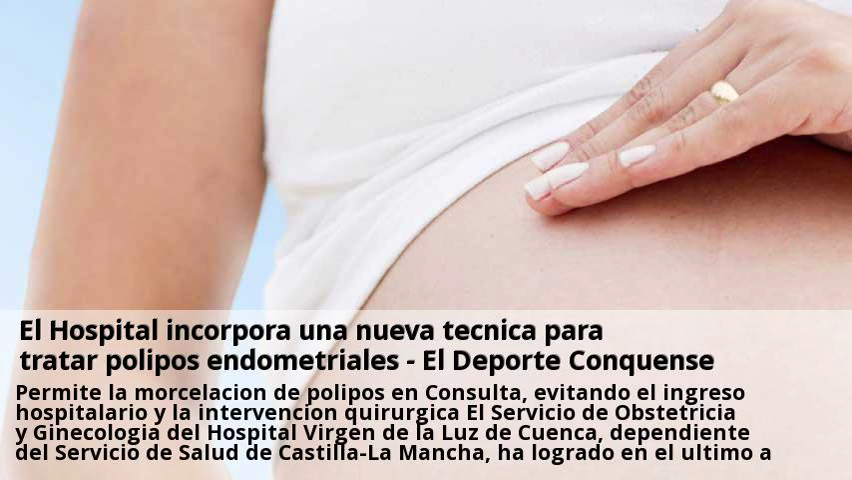 El Hospital incorpora una nueva tecnica para
tratar polipos endometriales - El Deporte Conquense
Permite la morcelacion de polipos en Consulta, evitando el ingreso
hospitalario y la intervencion quirurgica El Servicio de Obstetricia
y Ginecologia del Hospital Virgen de la Luz de Cuenca, dependiente
del Servicio de Salud de Castilla-La Mancha, ha logrado en el ultimo a